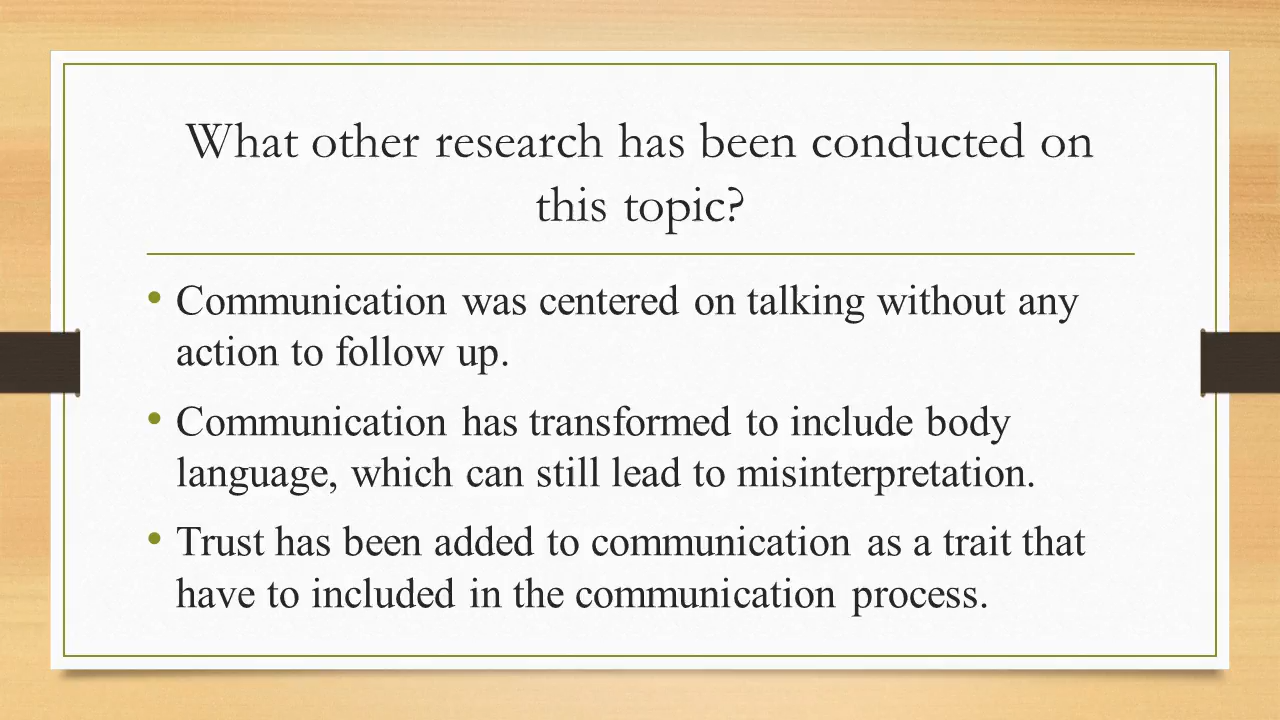 What other research has been conducted on
this topic?
• Communication was centered on talking without any
action to follow up.
• Communication has transformed to include body
language, which can still lead to misinterpretation.
• Trust has been added to communication as a trait that
have to included in the communication process.